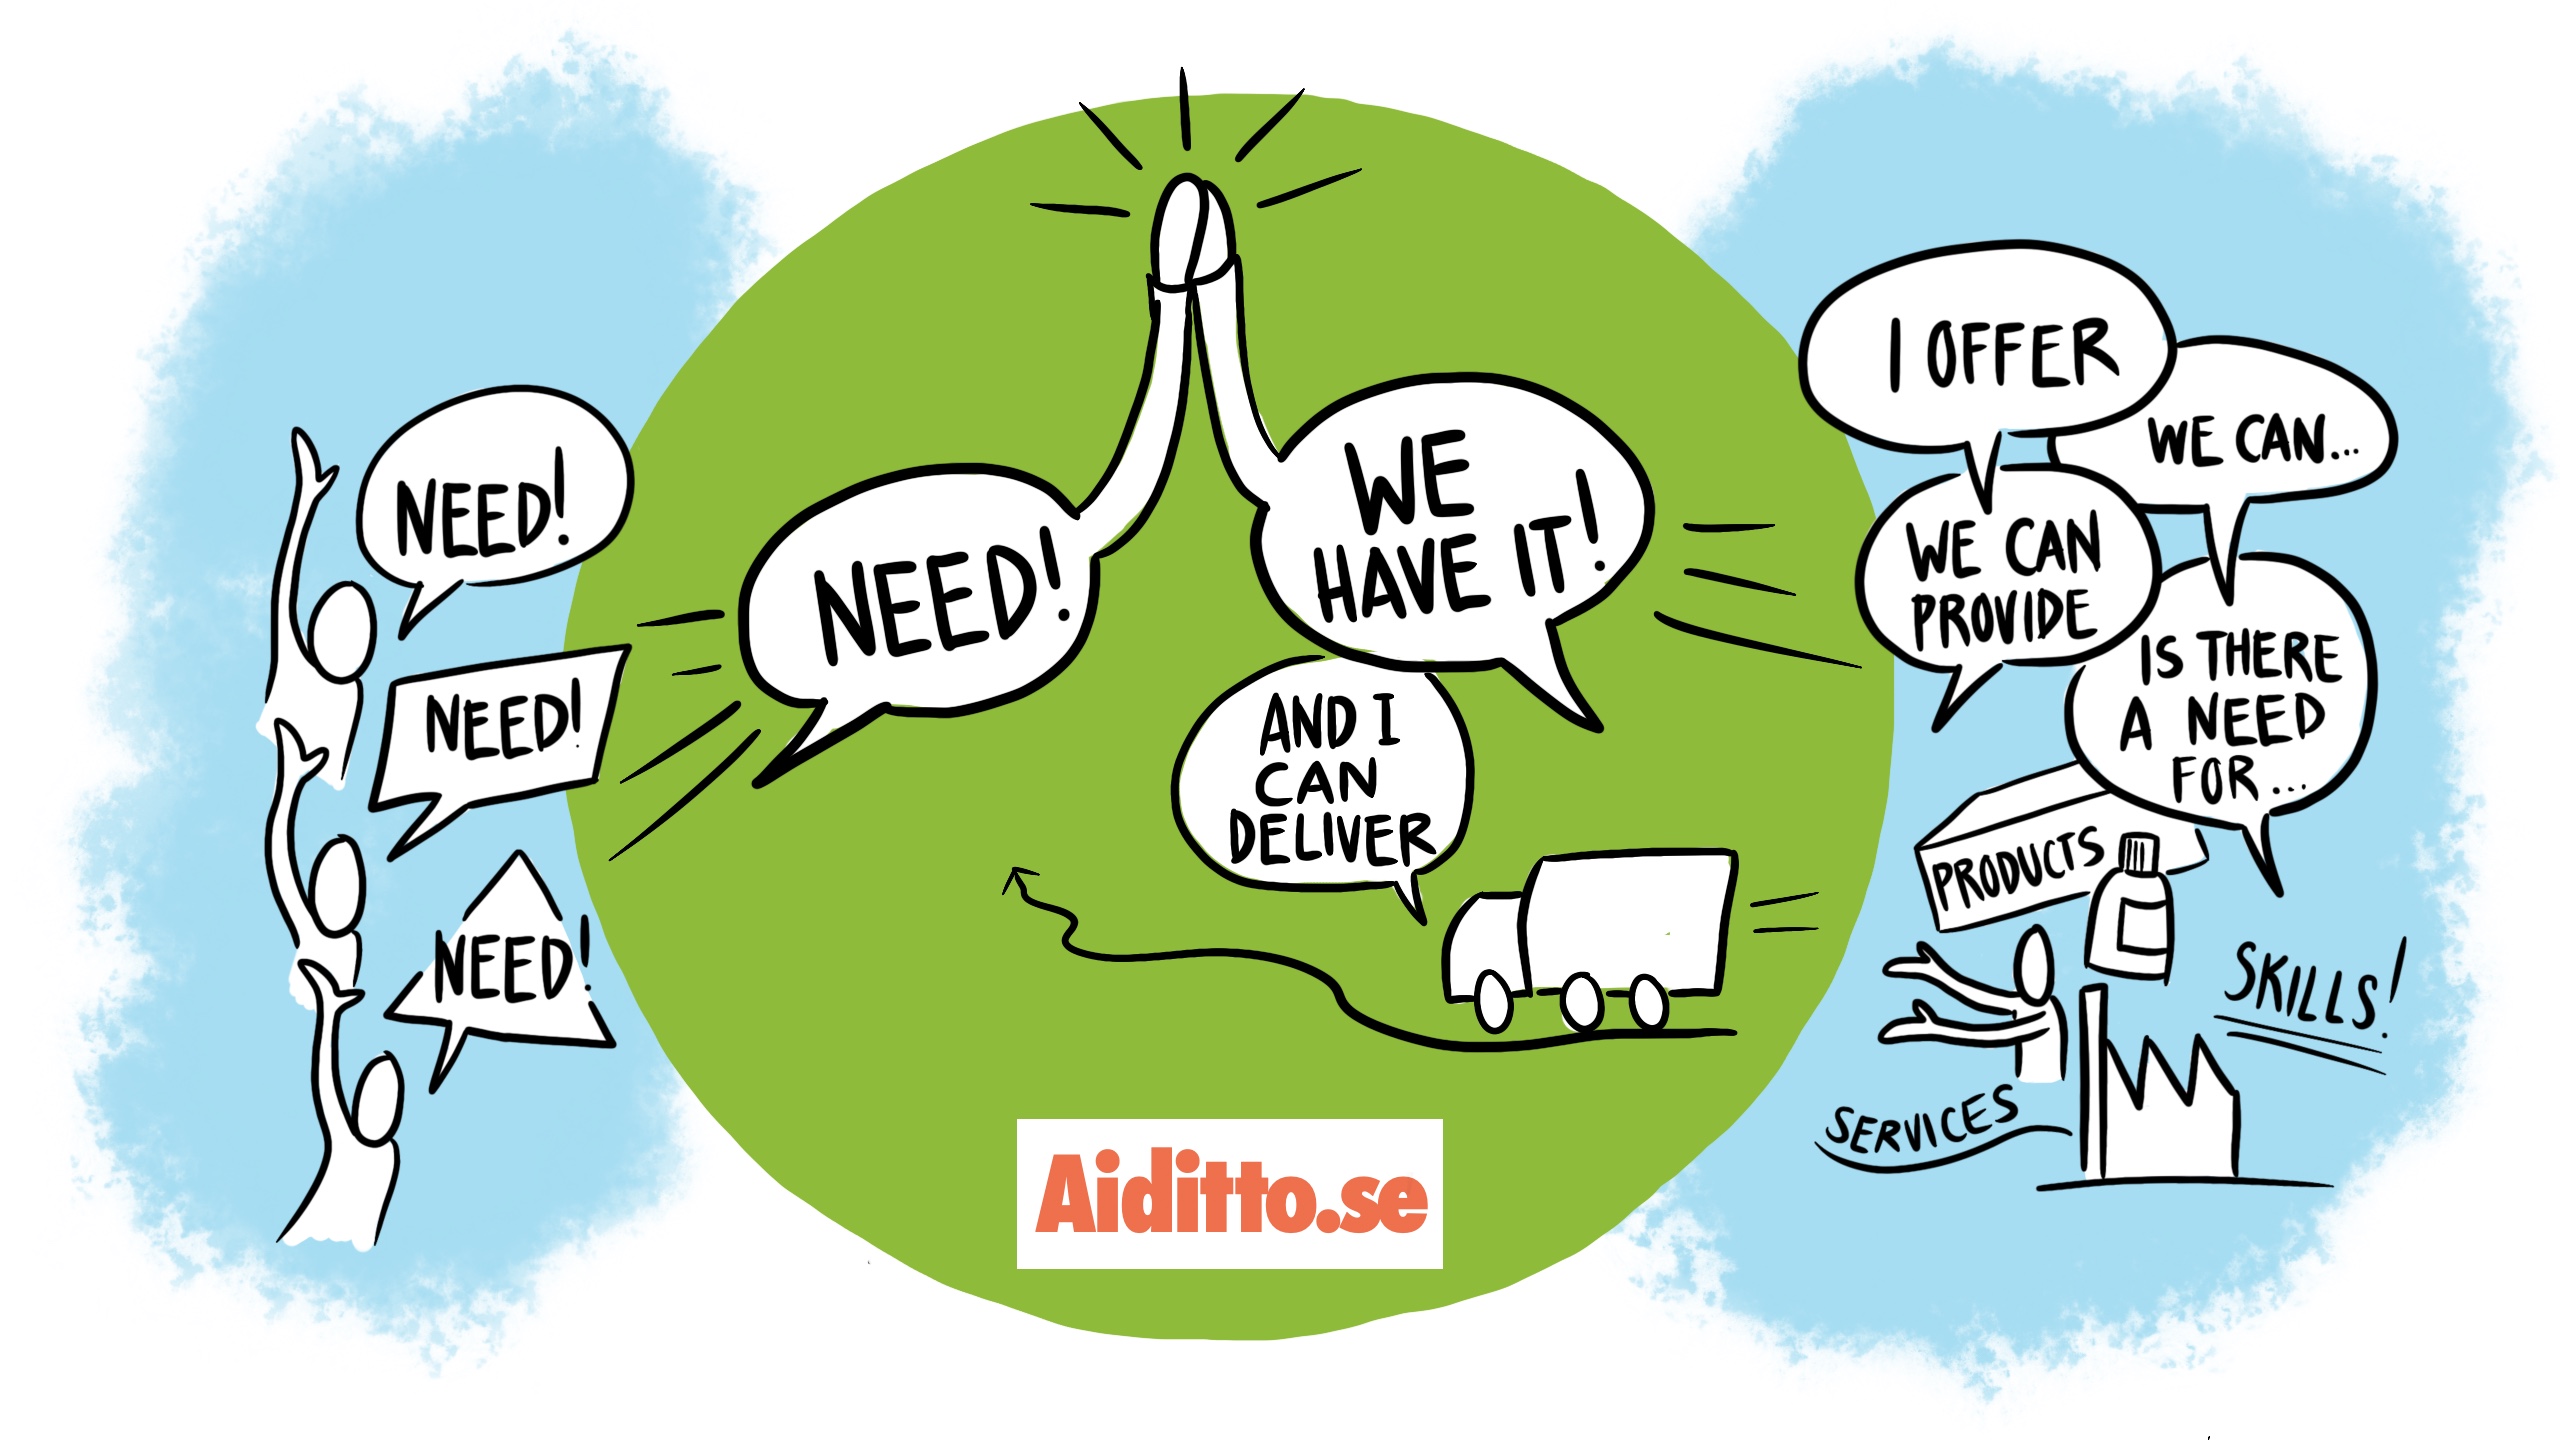 NEED!
NEED!
NEED!
NEED!
WE
HAVE IT!
AND I
CAN
DELIVER
Aiditto.se
I OFFER
WE CAN...
WE CAN
PROVIDE
IS THERE
A NEED
FOR...
PRODUCTS
SKILLS!
SERVICES